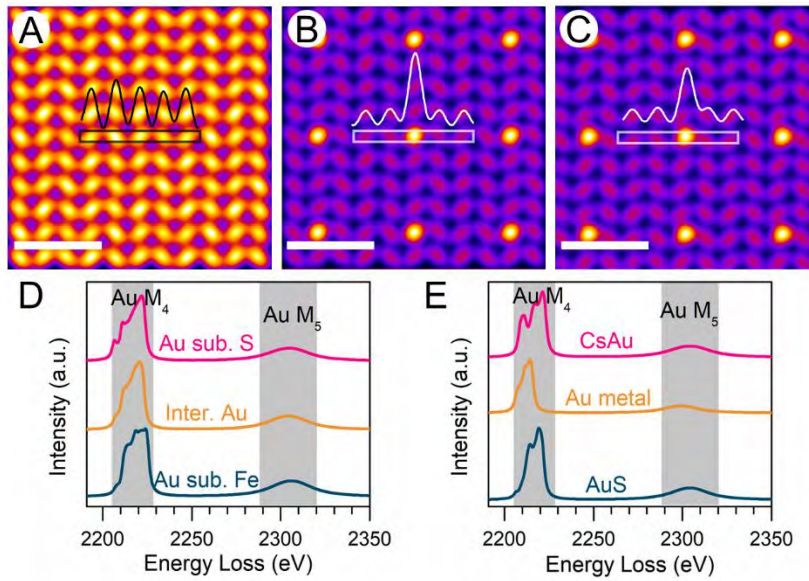 A
B
C
D
Au M4
Au M5
Au sub. S
Inter. Au
Au sub. Fe
Intensity (a.u.)
2200 2250 2300 2350
Energy Loss (eV)
E
Au M4
Au M5
CsAu
Au metal
AuS
Intensity (a.u.)
2200 2250 2300 2350
Energy Loss (eV)